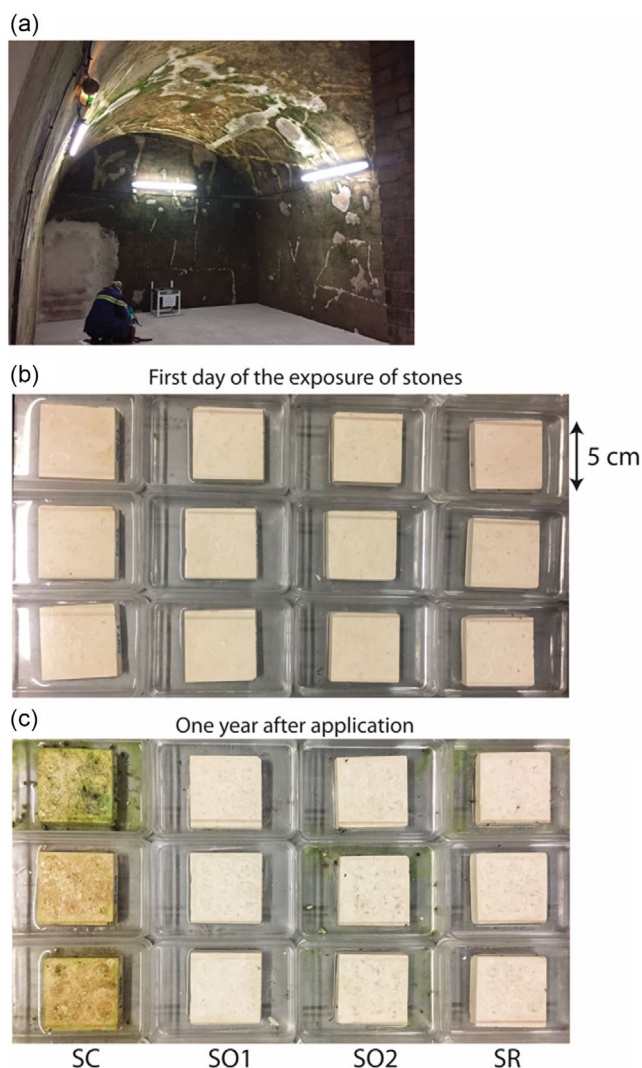 (a)
(b)
First day of the exposure of stones
5 cm
(c)
One year after application
SC SO1 SO2 SR